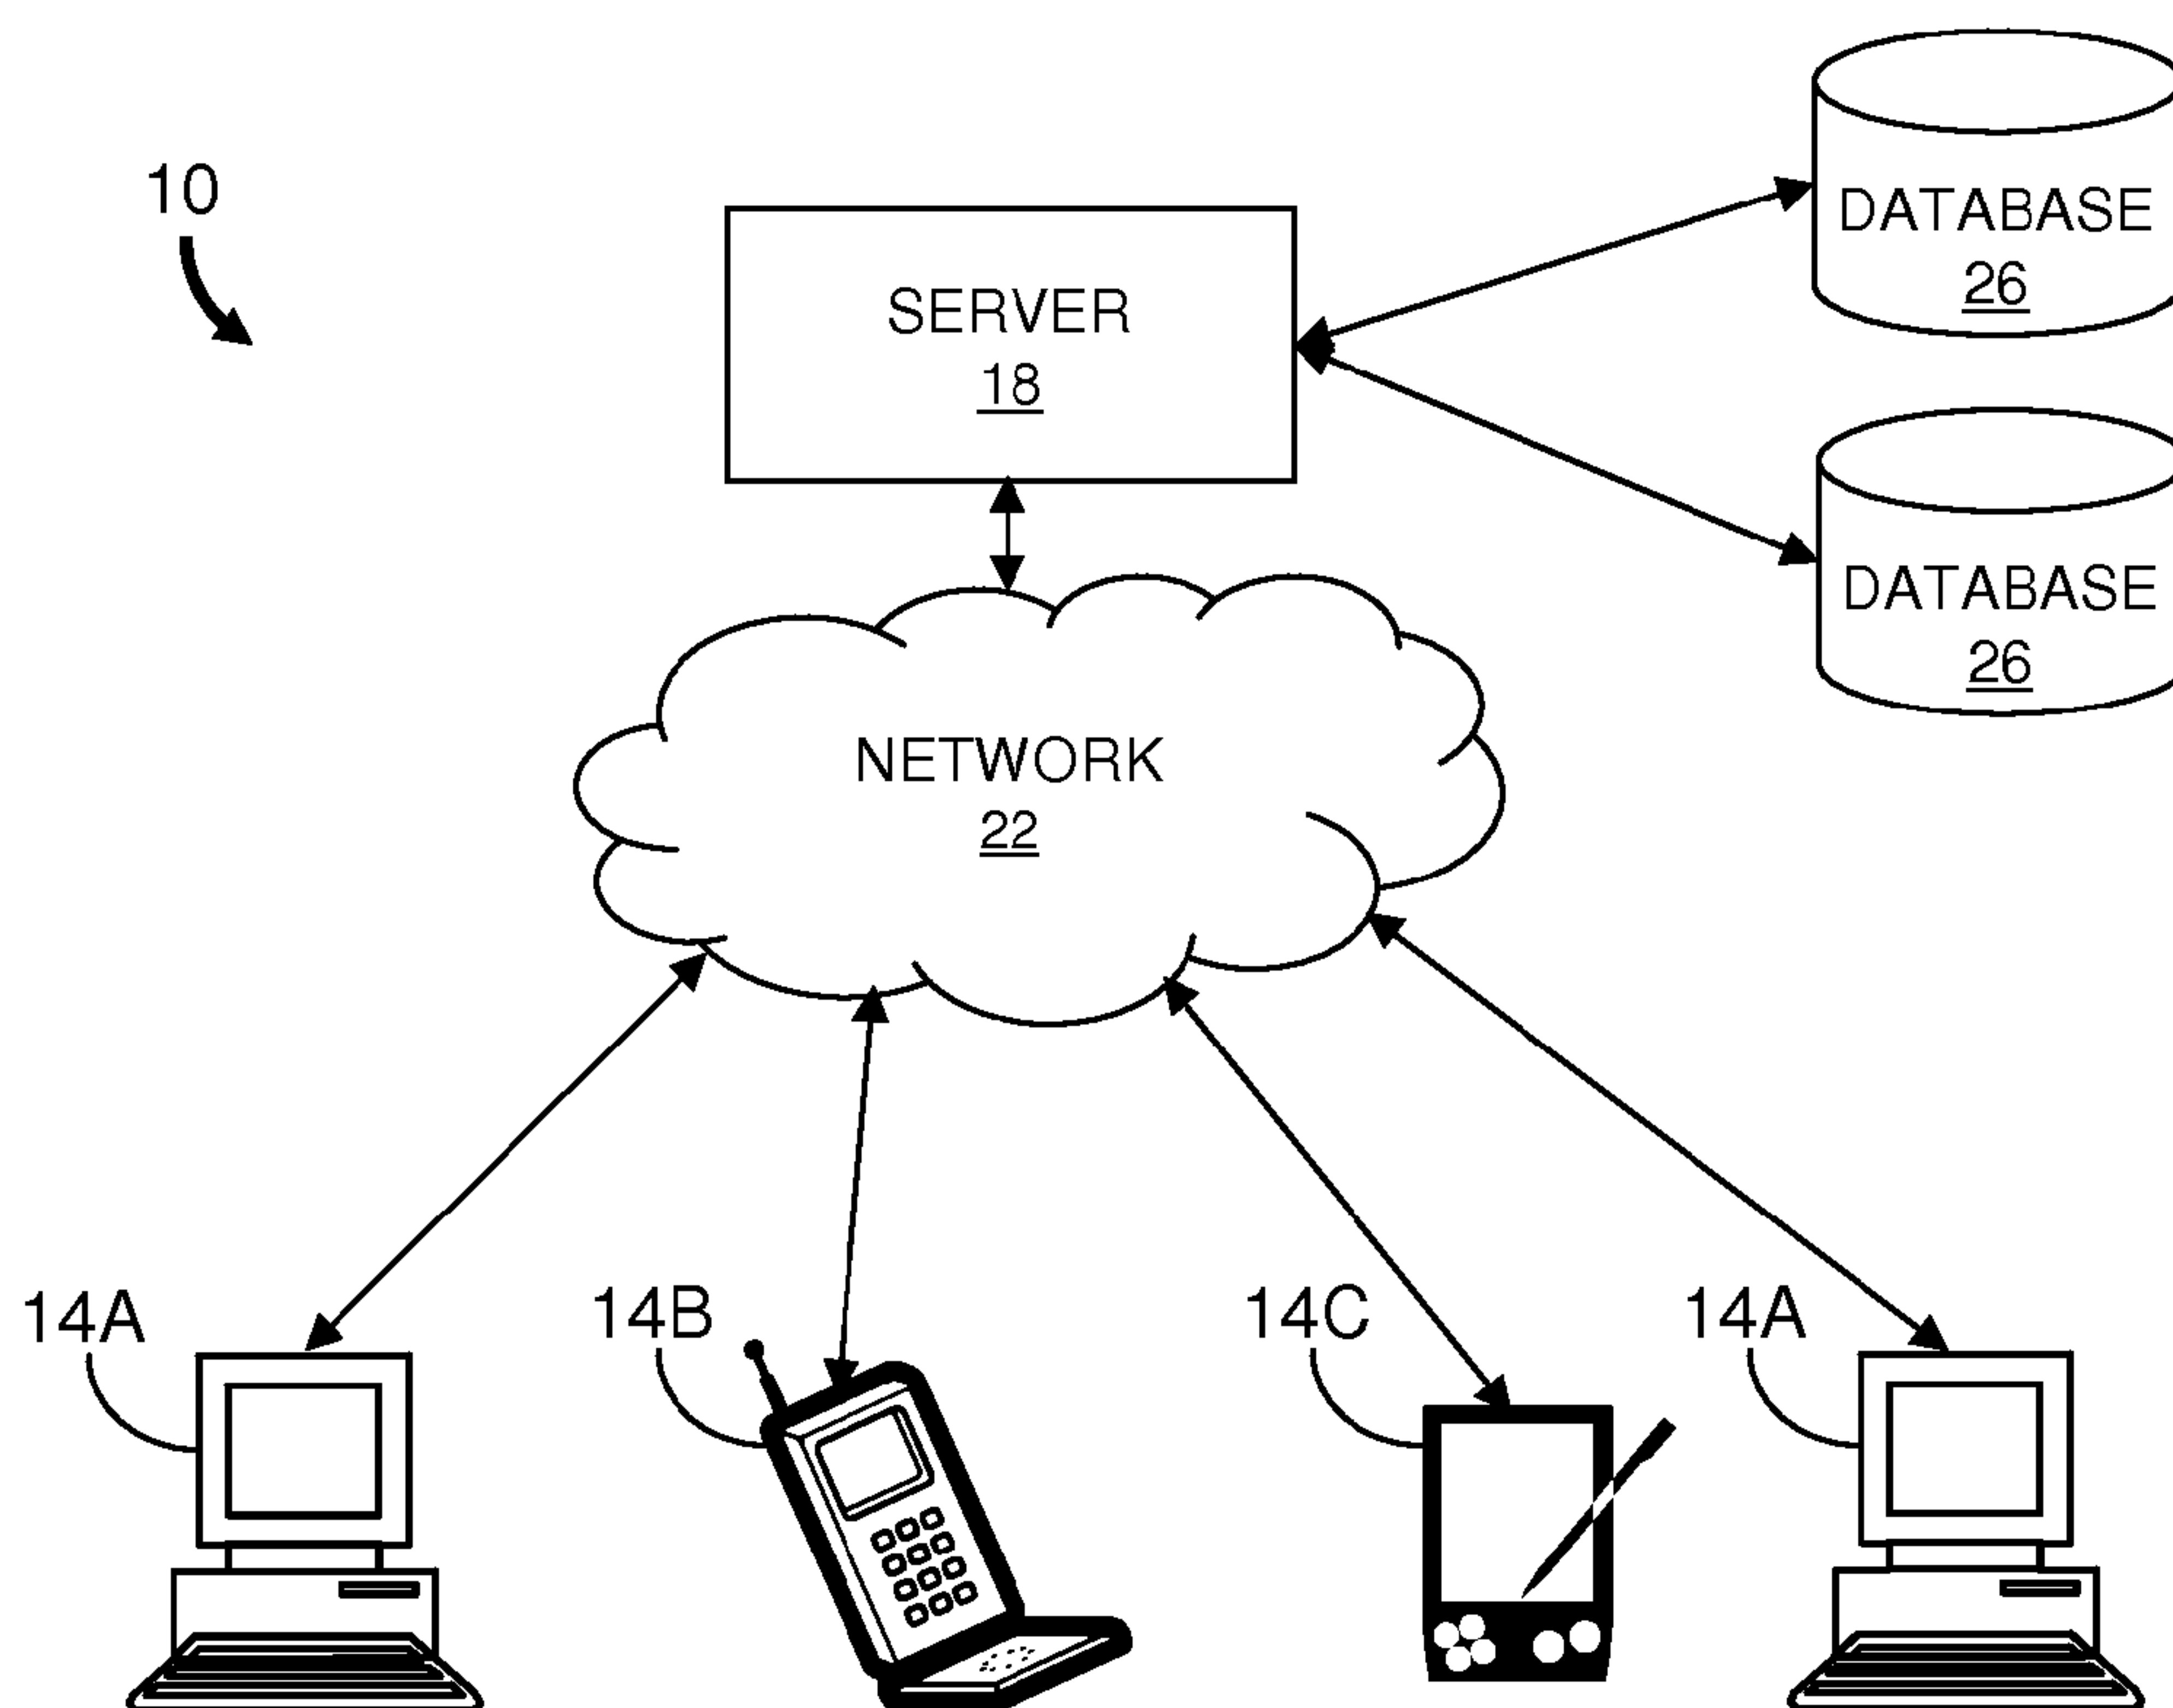 10
SERVER
18
DATABASE
26
DATABASE
26
NETWORK
22
14A
14B
14C
14A